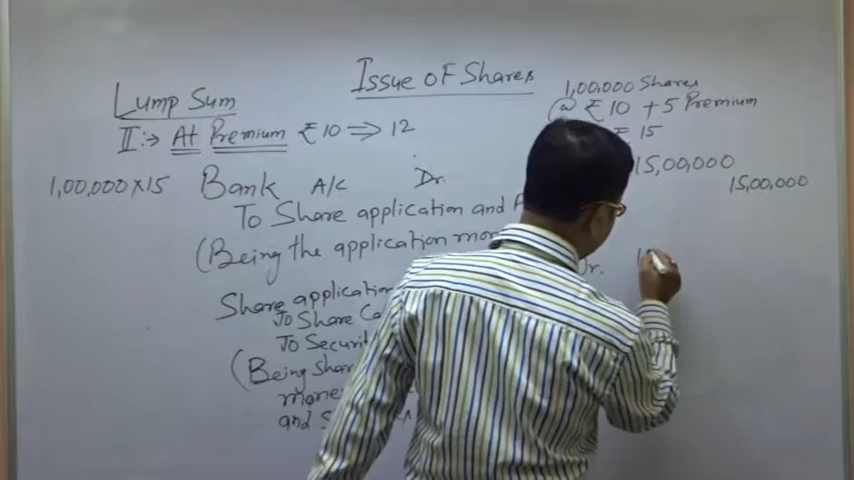 Issue OF Shares
Lump Sum
II :→ At Premium ₹ 10 => 12
1,00,000 Shares
@ ₹ 10 + 5 Premium
= 15
1,00,000 X 15 Bank A/c Dr. 15,00,000
To Share application and 15,00,000
(Being the application mon
Share applicati Dr.
To Share Ca
To Securit
(Being Shar
mone
and S